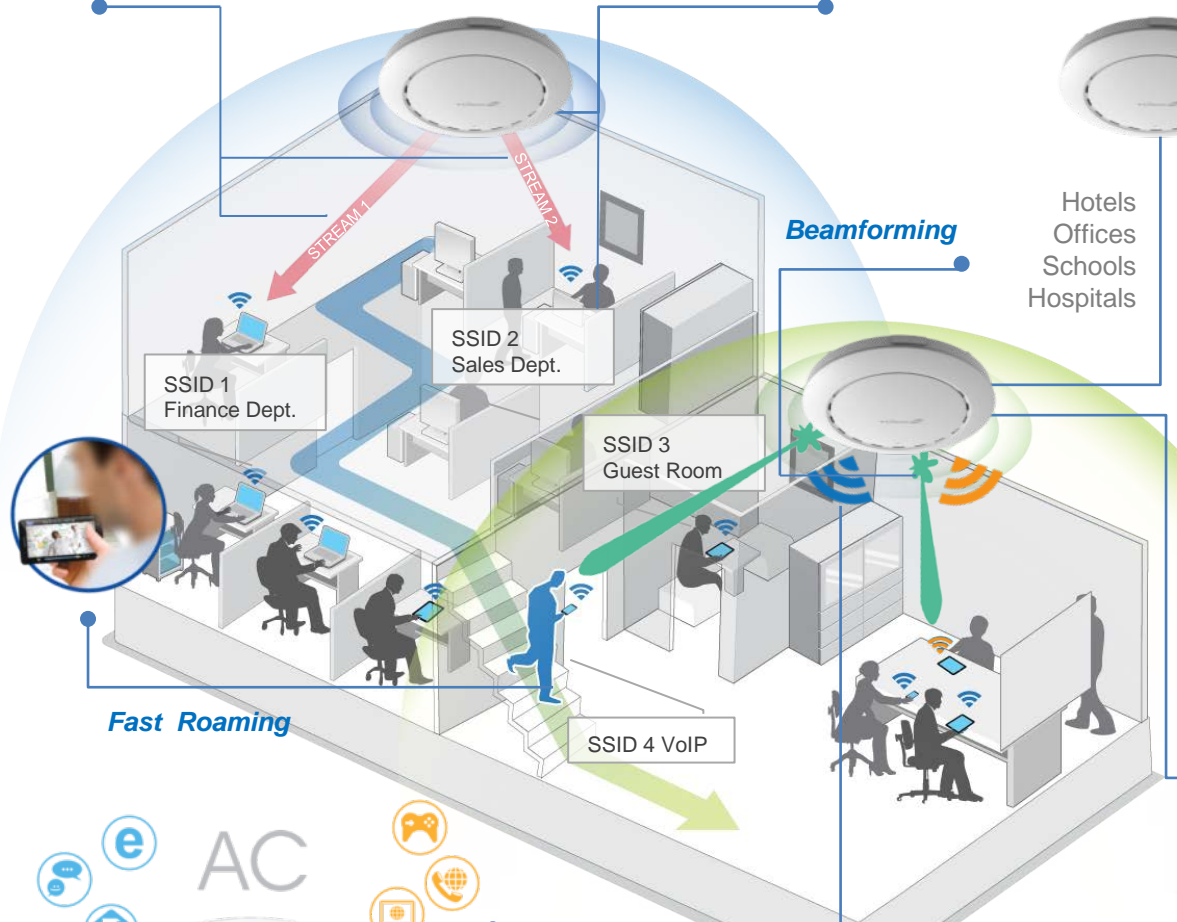 STREAM 1
STREAM 2
Beamforming
Hotels
Offices
Schools
Hospitals
SSID 2
Sales Dept.
SSID 1
Finance Dept.
SSID 3
Guest Room
Fast Roaming
SSID 4 VoIP
e
AC